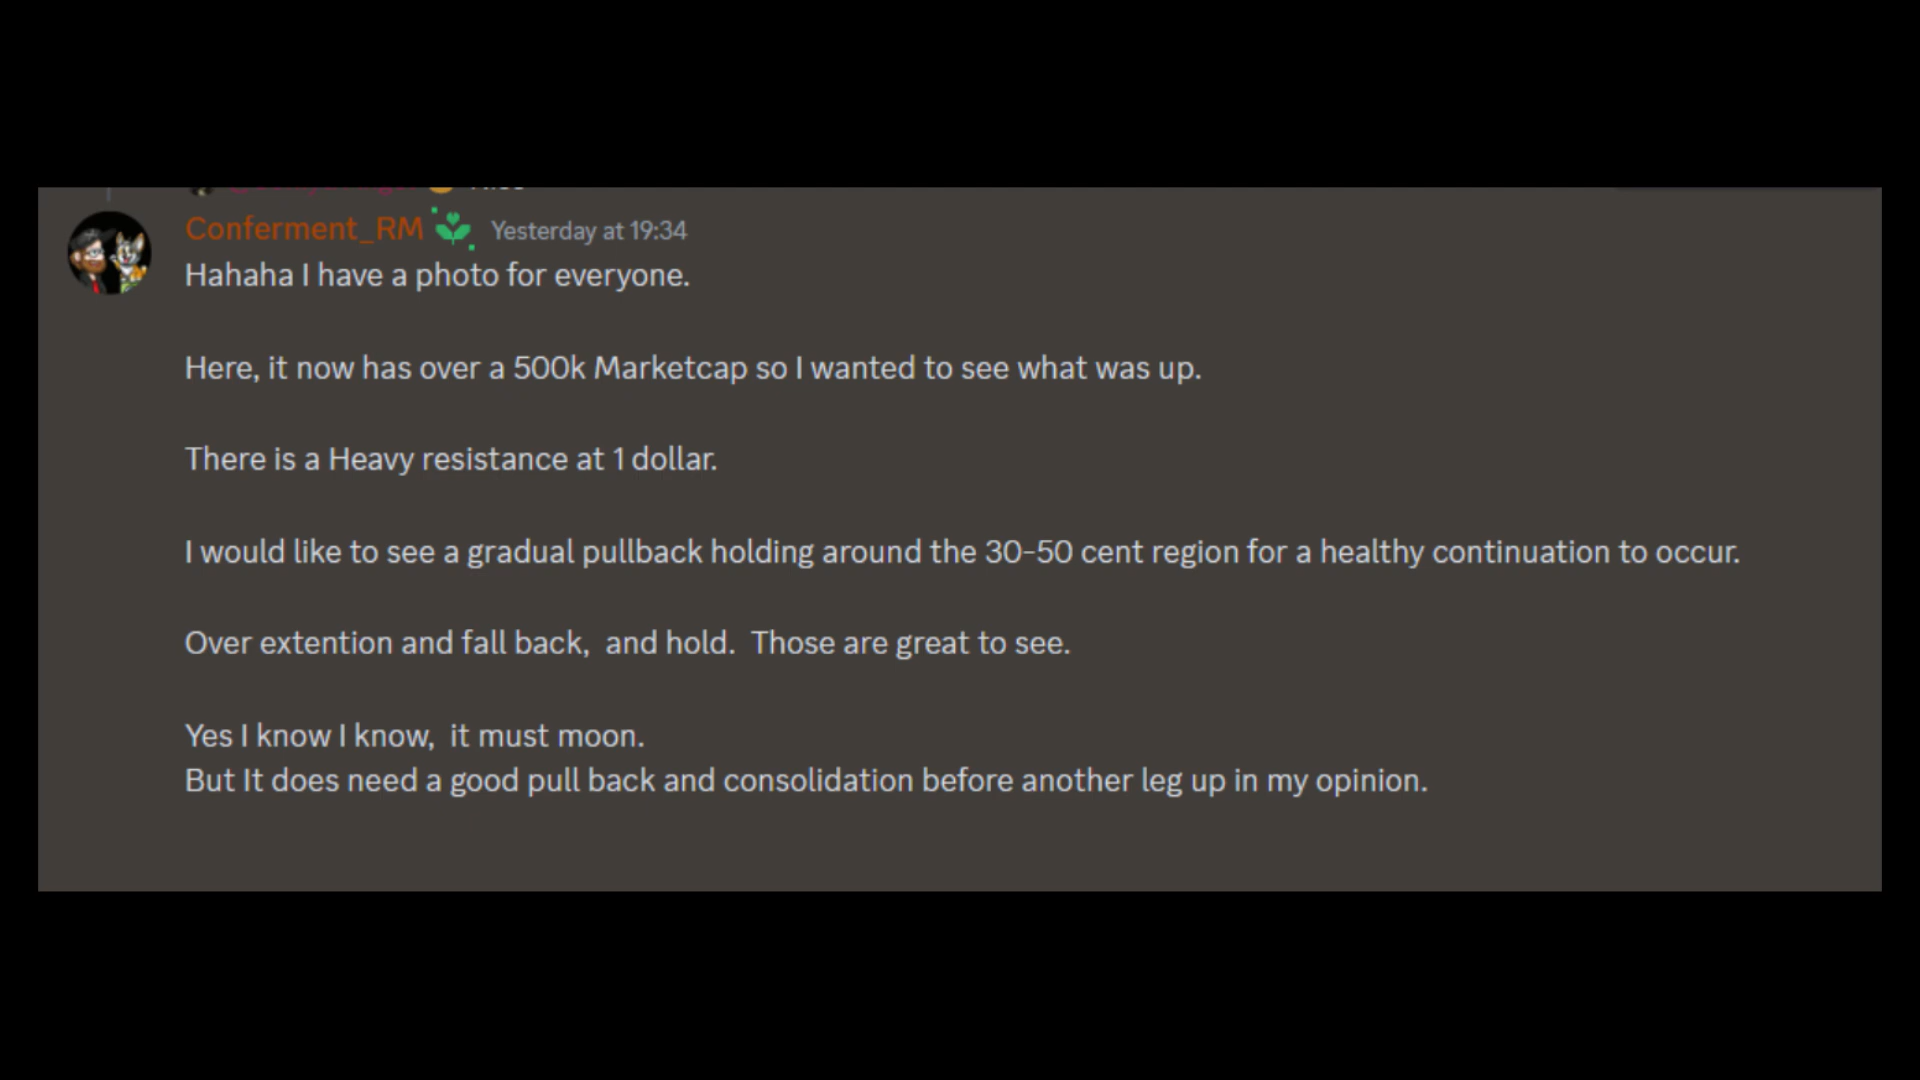 Conferment_RM Yesterday at 19:34
Hahaha I have a photo for everyone.
Here, it now has over a 500k Marketcap so I wanted to see what was up.
There is a Heavy resistance at 1 dollar.
I would like to see a gradual pullback holding around the 30-50 cent region for a healthy continuation to occur.
Over extention and fall back,  and hold.  Those are great to see.
Yes I know I know,  it must moon.
But It does need a good pull back and consolidation before another leg up in my opinion.